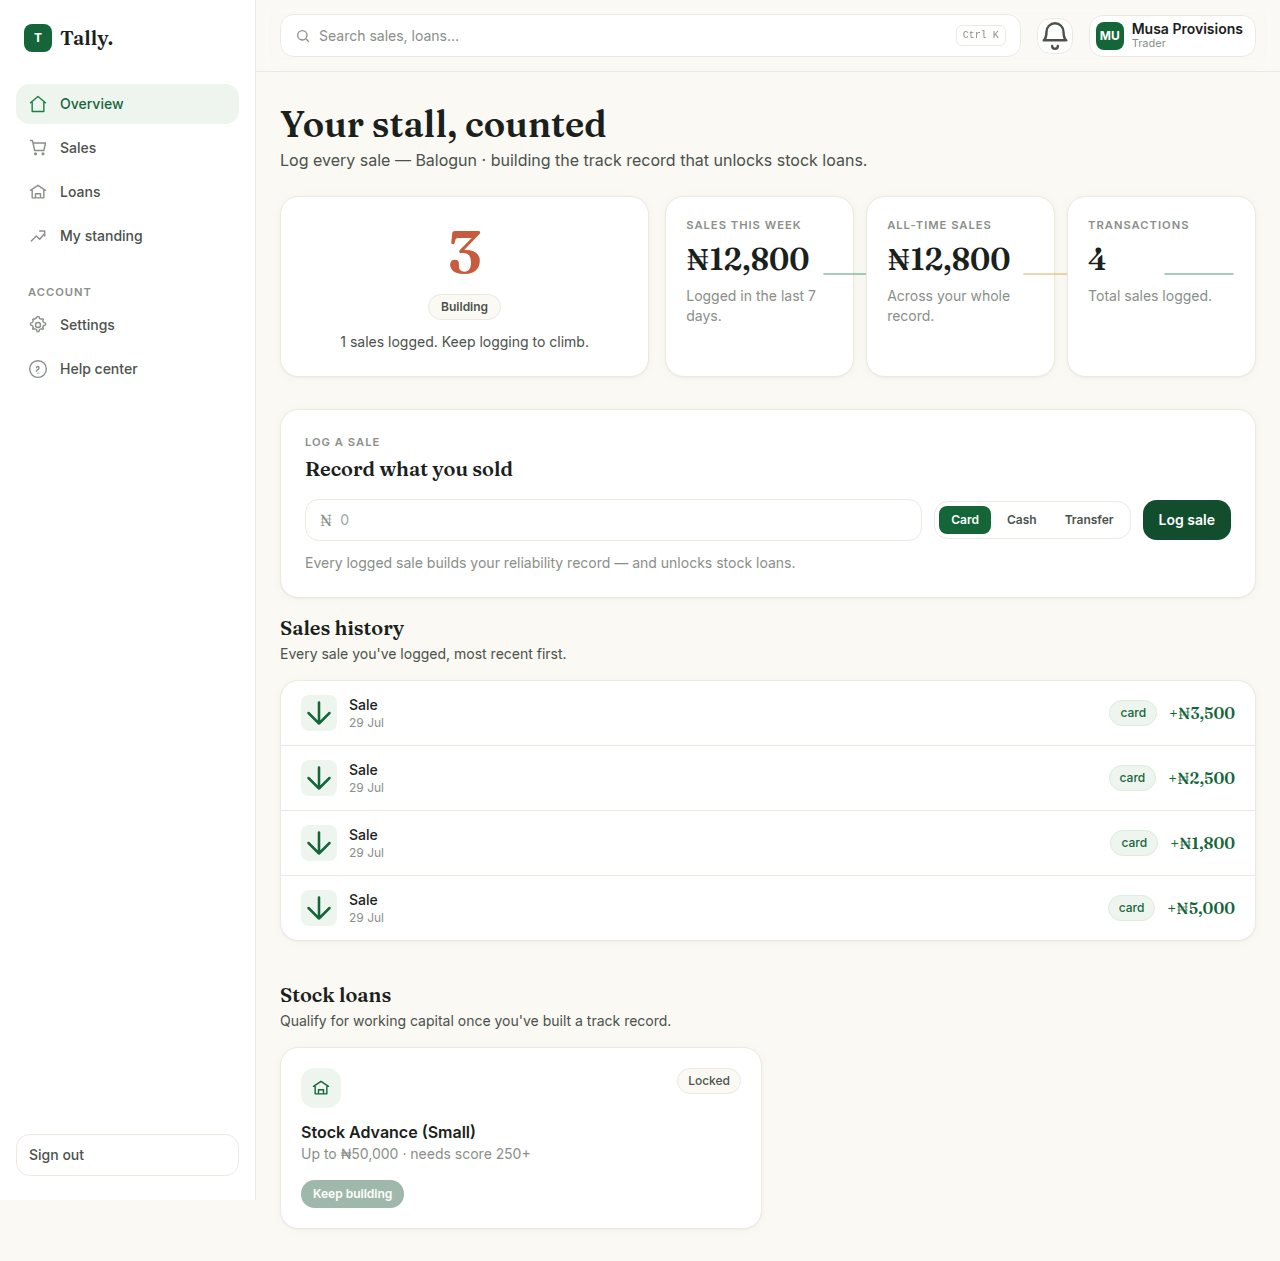 T Tally.
Overview
Sales
Loans
My standing
ACCOUNT
Settings
Help center
Sign out
Search sales, loans... Ctrl K
MU Musa Provisions
Trader
Your stall, counted
Log every sale — Balogun · building the track record that unlocks stock loans.
3
Building
1 sales logged. Keep logging to climb.
SALES THIS WEEK
₦12,800
Logged in the last 7
days.
ALL-TIME SALES
₦12,800
Across your whole
record.
TRANSACTIONS
4
Total sales logged.
LOG A SALE
Record what you sold
₦ 0 Card Cash Transfer Log sale
Every logged sale builds your reliability record — and unlocks stock loans.
Sales history
Every sale you've logged, most recent first.
Sale
29 Jul
card +₦3,500
Sale
29 Jul
card +₦2,500
Sale
29 Jul
card +₦1,800
Sale
29 Jul
card +₦5,000
Stock loans
Qualify for working capital once you've built a track record.
Locked
Stock Advance (Small)
Up to ₦50,000 · needs score 250+
Keep building